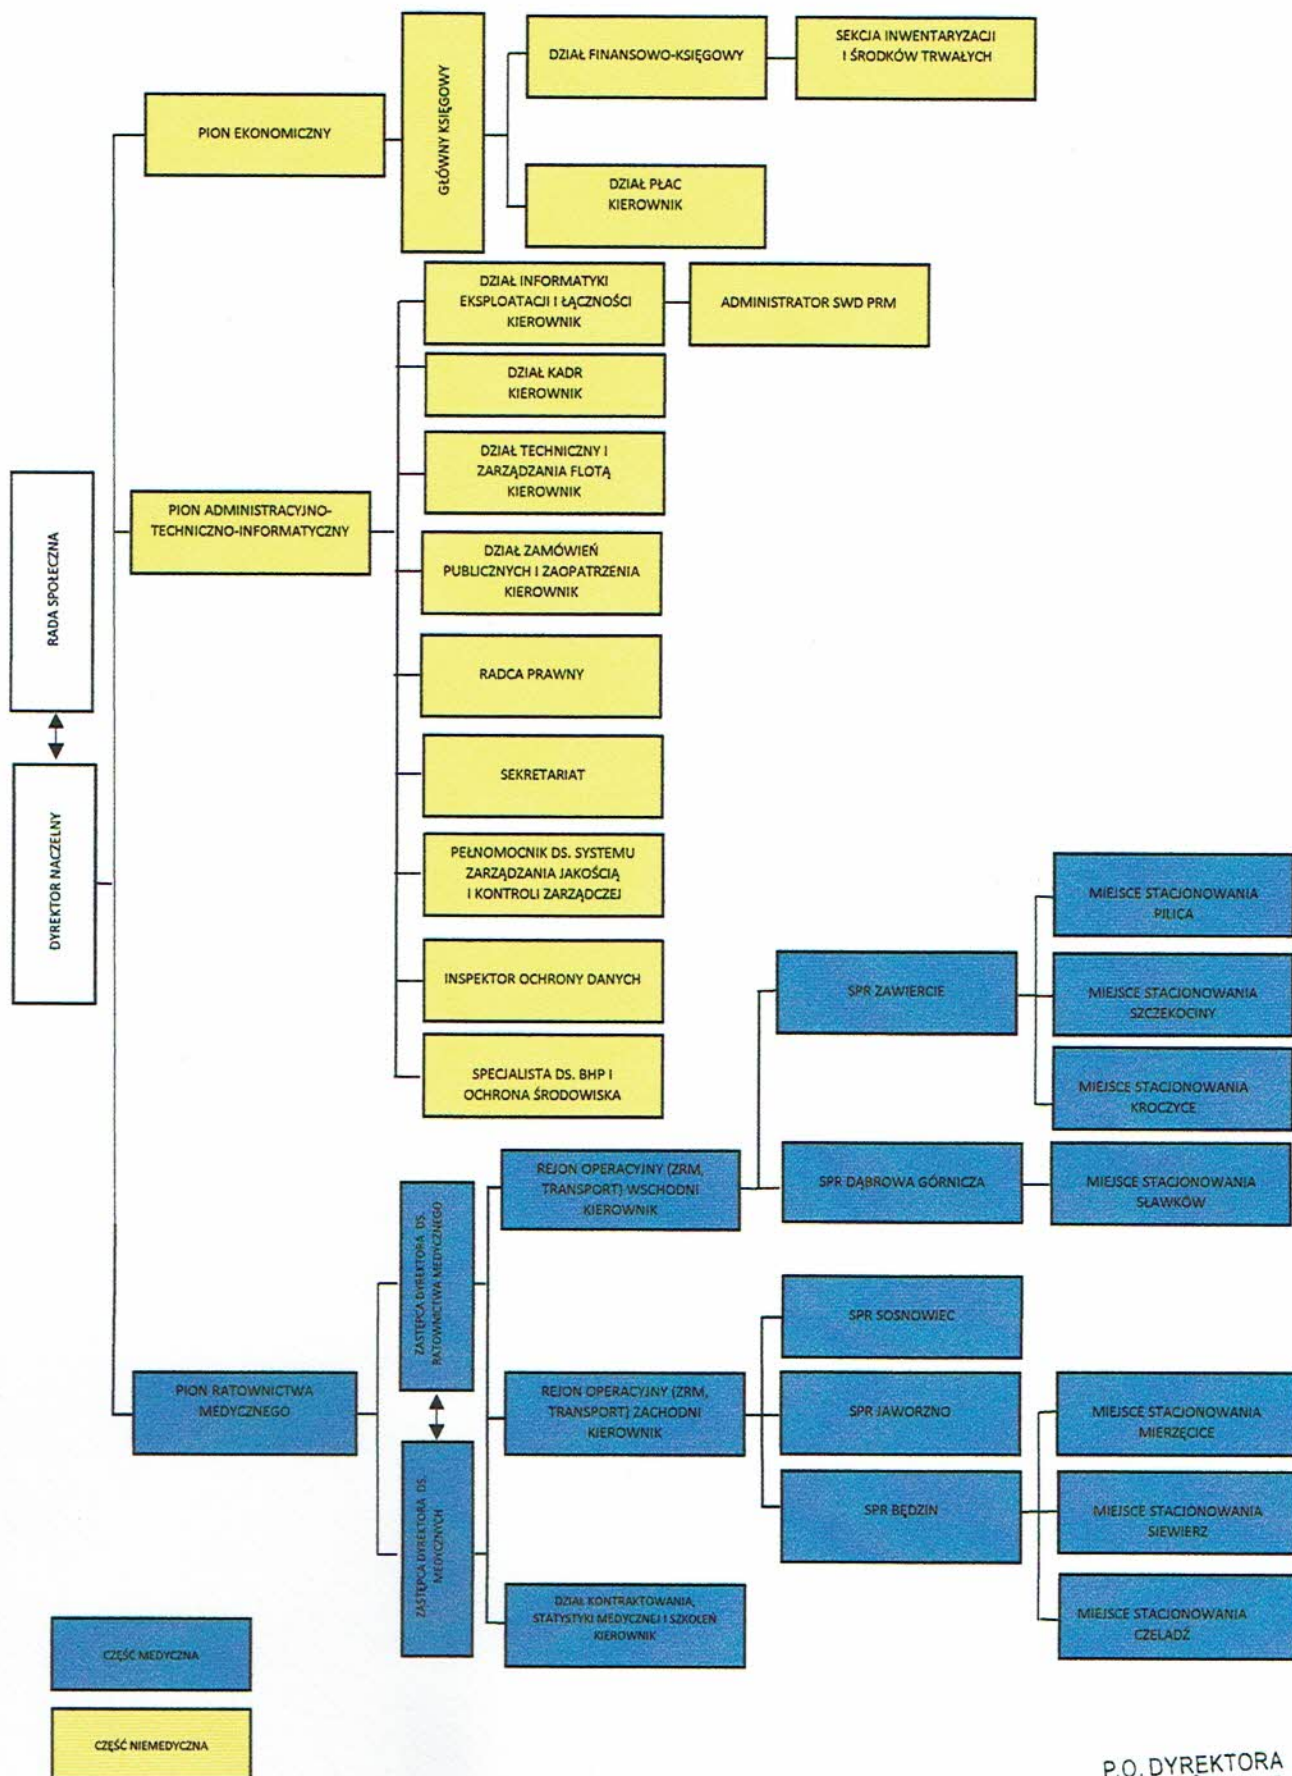 RADA SPOŁECZNA
DYREKTOR NACZELNY
PION EKONOMICZNY
GŁÓWNY KSIĘGOWY
DZIAŁ FINANSOWO-KSIĘGOWY
SEKCJA INWENTARYZACJI
I ŚRODKÓW TRWAŁYCH
DZIAŁ PŁAC
KIEROWNIK
PION ADMINISTRACYJNO-
TECHNICZNO-INFORMATYCZNY
DZIAŁ INFORMATYKI
EKSPLOATACJI I ŁĄCZNOŚCI
KIEROWNIK
ADMINISTRATOR SWD PRM
DZIAŁ KADR
KIEROWNIK
DZIAŁ TECHNICZNY I
ZARZĄDZANIA FLOTĄ
KIEROWNIK
DZIAŁ ZAMÓWIEŃ
PUBLICZNYCH I ZAOPATRZENIA
KIEROWNIK
RADCA PRAWNY
SEKRETARIAT
PEŁNOMOCNIK DS. SYSTEMU
ZARZĄDZANIA JAKOŚCIĄ
I KONTROLI ZARZĄDCZEJ
INSPEKTOR OCHRONY DANYCH
SPECJALISTA DS. BHP I
OCHRONA ŚRODOWISKA
PION RATOWNICTWA
MEDYCZNEGO
ZASTĘPCA DYREKTORA DS.
RATOWNICTWA MEDYCZNEGO
ZASTĘPCA DYREKTORA DS.
MEDYCZNYCH
REJON OPERACYJNY (ZRM,
TRANSPORT) WSCHODNI
KIEROWNIK
SPR ZAWIERCIE
MIEJSCE STACJONOWANIA
PILICA
MIEJSCE STACJONOWANIA
SZCZEKOCINY
MIEJSCE STACJONOWANIA
KROCZYCE
SPR DĄBROWA GÓRNICZA
MIEJSCE STACJONOWANIA
SŁAWKÓW
REJON OPERACYJNY (ZRM,
TRANSPORT) ZACHODNI
KIEROWNIK
SPR SOSNOWIEC
SPR JAWORZNO
SPR BĘDZIN
MIEJSCE STACJONOWANIA
MIERZĘCICE
MIEJSCE STACJONOWANIA
SIEWIERZ
MIEJSCE STACJONOWANIA
CZELADŹ
DZIAŁ KONTRAKTOWANIA,
STATYSTYKI MEDYCZNEJ I SZKOLEŃ
KIEROWNIK
CZĘŚĆ MEDYCZNA
CZĘŚĆ NIEMEDYCZNA
P.O. DYREKTORA